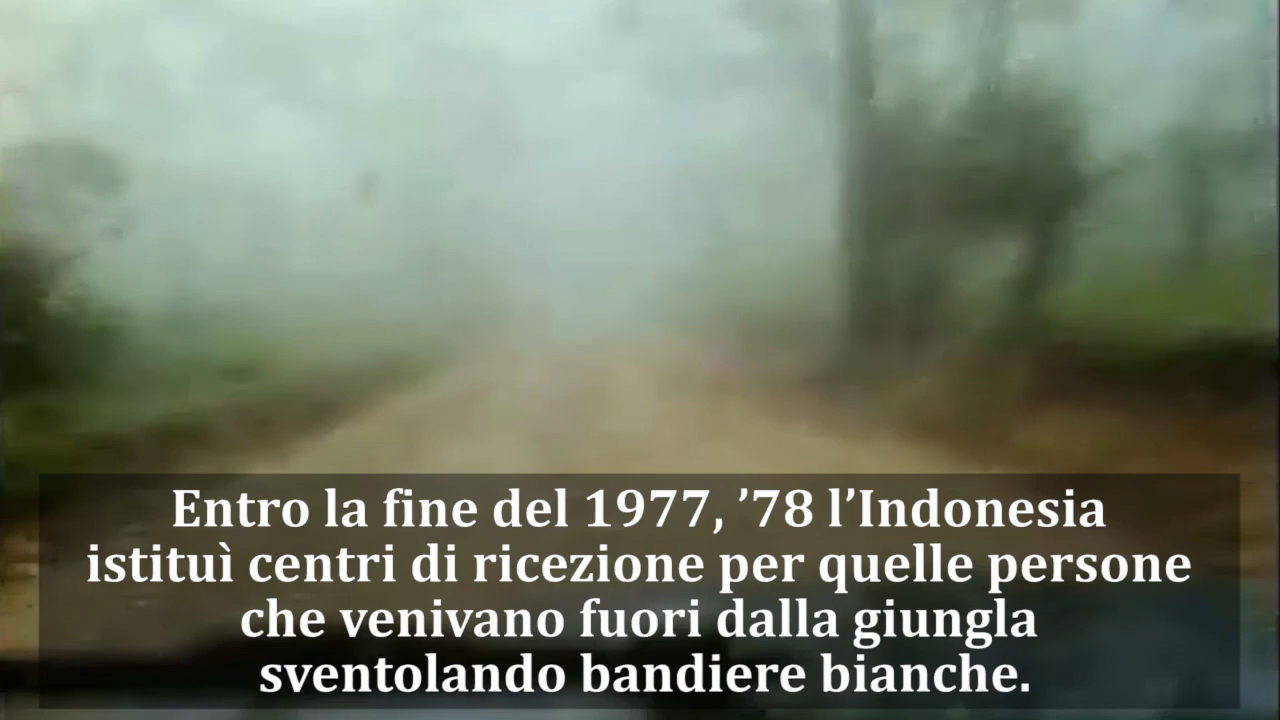 Entro la fine del 1977, ’78 l’Indonesia
istituì centri di ricezione per quelle persone
che venivano fuori dalla giungla
sventolando bandiere bianche.